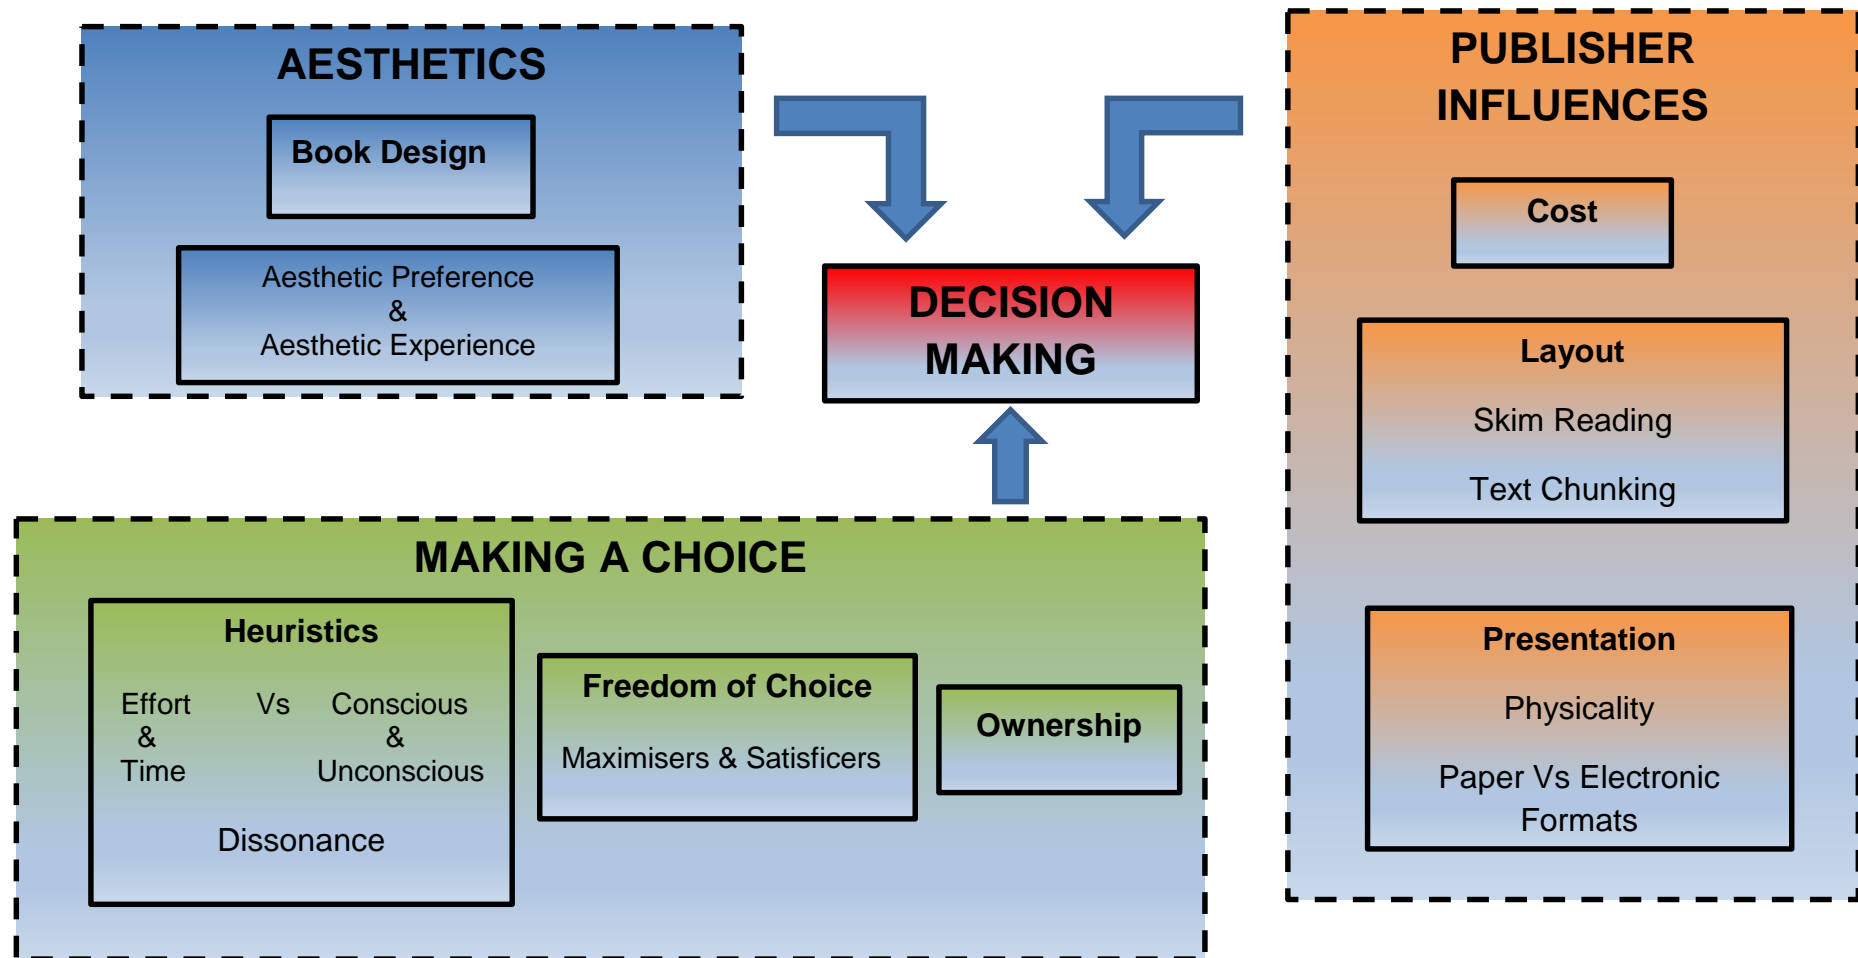 AESTHETICS
Book Design
Aesthetic Preference
&
Aesthetic Experience
PUBLISHER
INFLUENCES
Cost
Layout
Skim Reading
Text Chunking
Presentation
Physicality
Paper Vs Electronic
Formats
DECISION
MAKING
MAKING A CHOICE
Heuristics
Effort Vs Conscious
& &
Time Unconscious
Dissonance
Freedom of Choice
Maximisers & Satisficers
Ownership